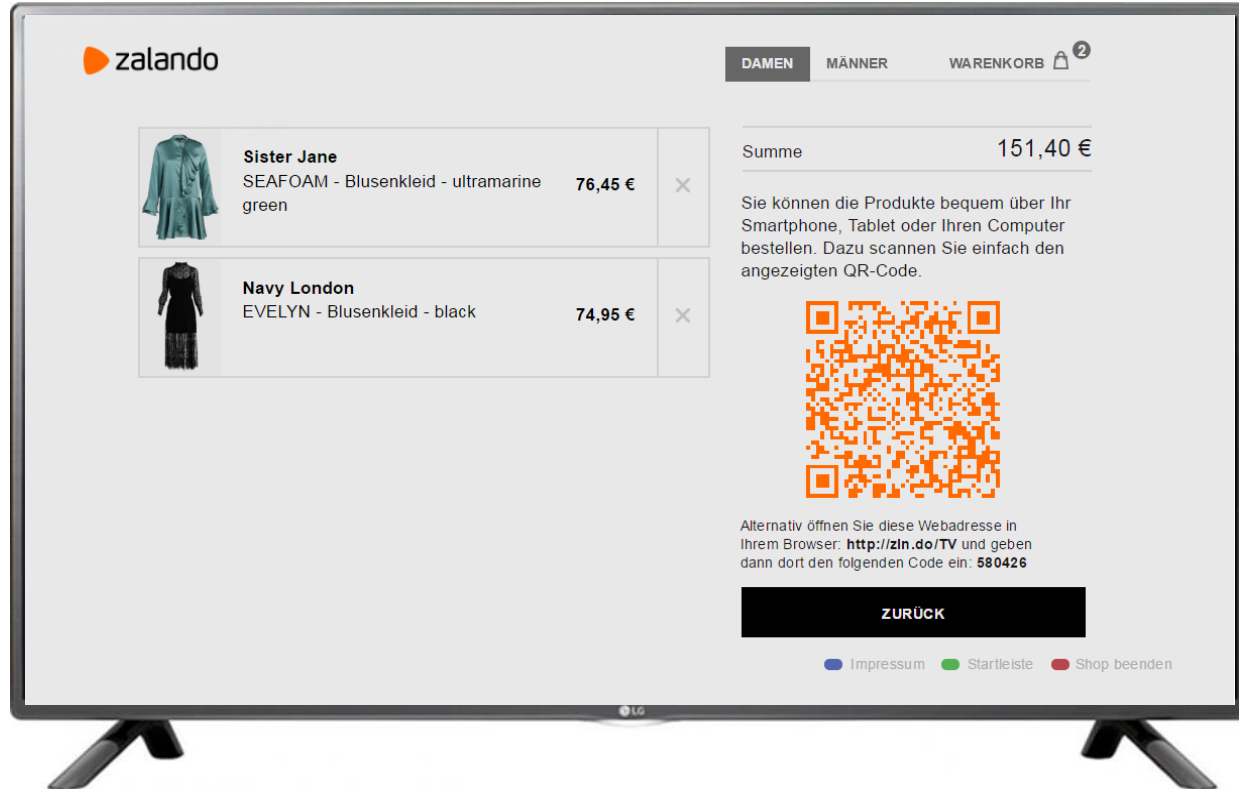 zalando
DAMEN MÄNNER WARENKORB 2
Sister Jane
SEAFOAM - Blusenkleid - ultramarine
green
76,45 €
Navy London
EVELYN - Blusenkleid - black
74,95 €
Summe 151,40 €
Sie können die Produkte bequem über Ihr
Smartphone, Tablet oder Ihren Computer
bestellen. Dazu scannen Sie einfach den
angezeigten QR-Code.
Alternativ öffnen Sie diese Webadresse in
Ihrem Browser: http://zln.do/TV und geben
dann dort den folgenden Code ein: 580426
ZURÜCK
Impressum Startleiste Shop beenden
LG